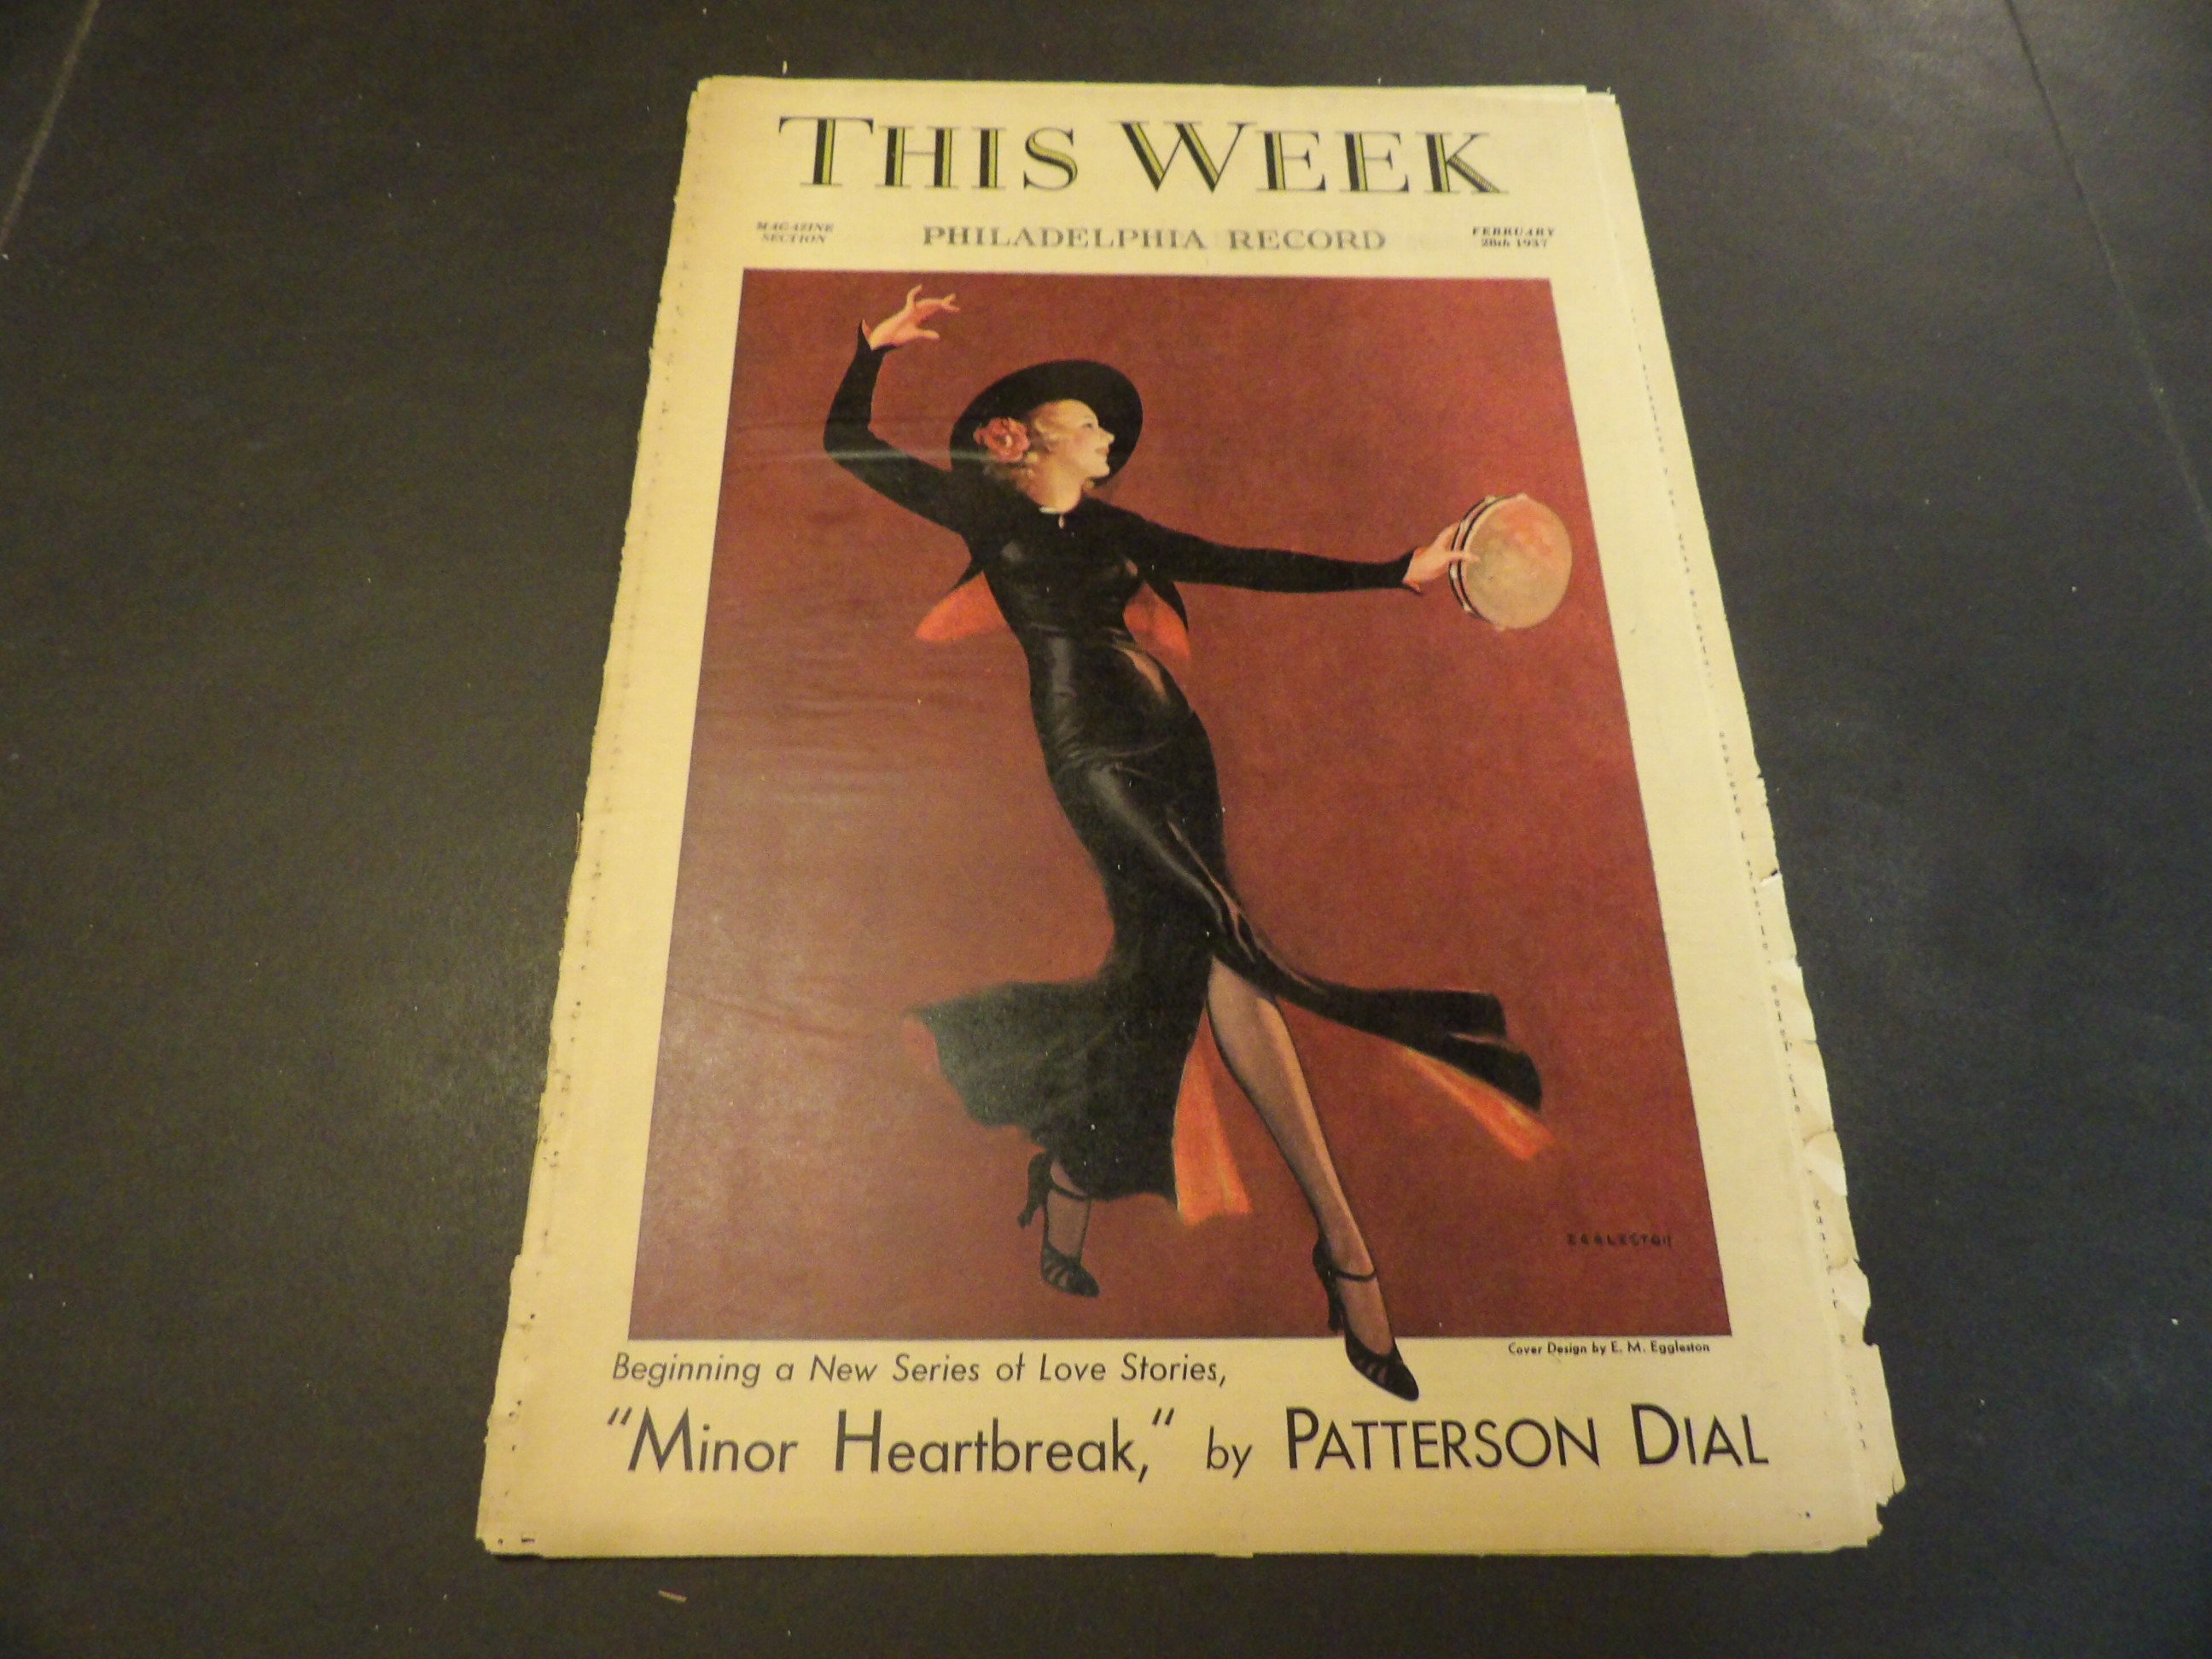 THIS WEEK
MAGAZINE
SECTION
PHILADELPHIA RECORD
FEBRUARY
28th 1937
EGGLESTON
Cover Design by E. M. Eggleston
Beginning a New Series of Love Stories,
"Minor Heartbreak," by PATTERSON DIAL